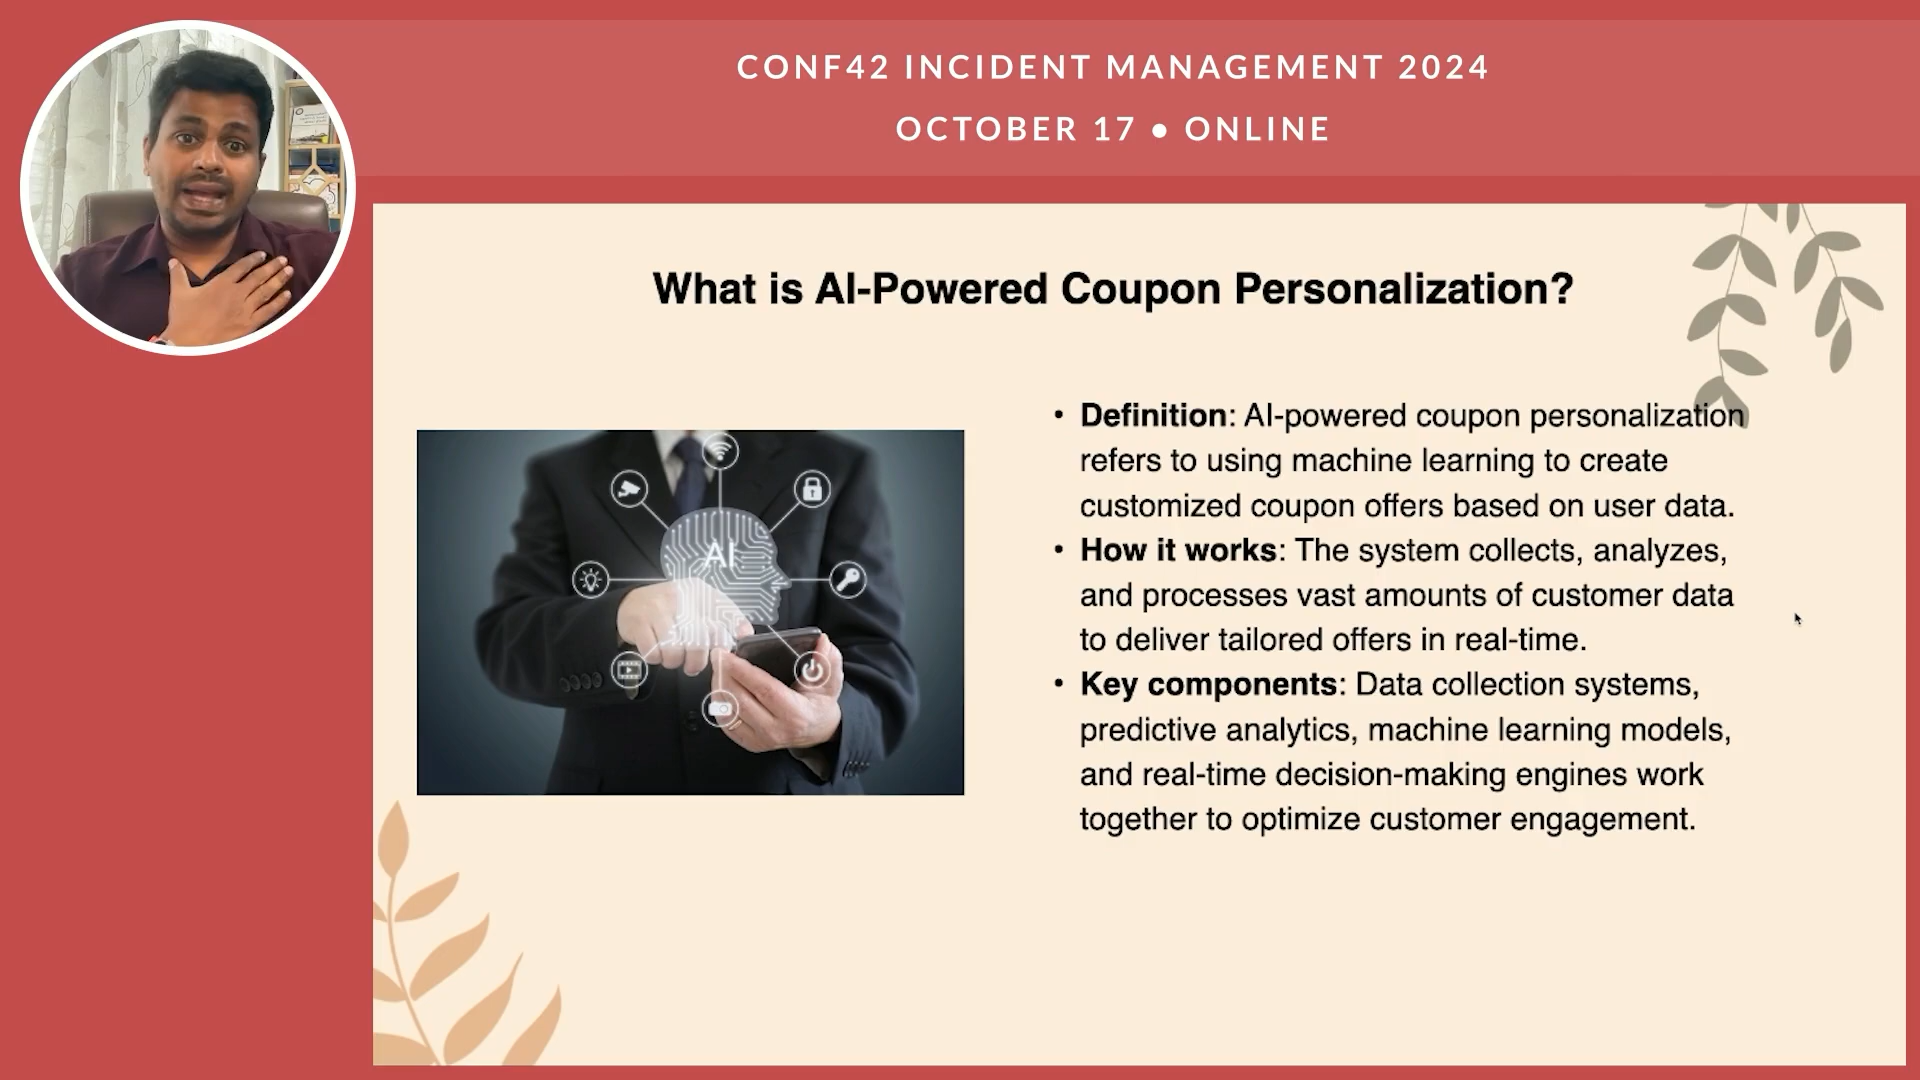 CONF42 INCIDENT MANAGEMENT 2024
OCTOBER 17 ● ONLINE
What is AI-Powered Coupon Personalization?
AI
• Definition: AI-powered coupon personalization
refers to using machine learning to create
customized coupon offers based on user data.
• How it works: The system collects, analyzes,
and processes vast amounts of customer data
to deliver tailored offers in real-time.
• Key components: Data collection systems,
predictive analytics, machine learning models,
and real-time decision-making engines work
together to optimize customer engagement.